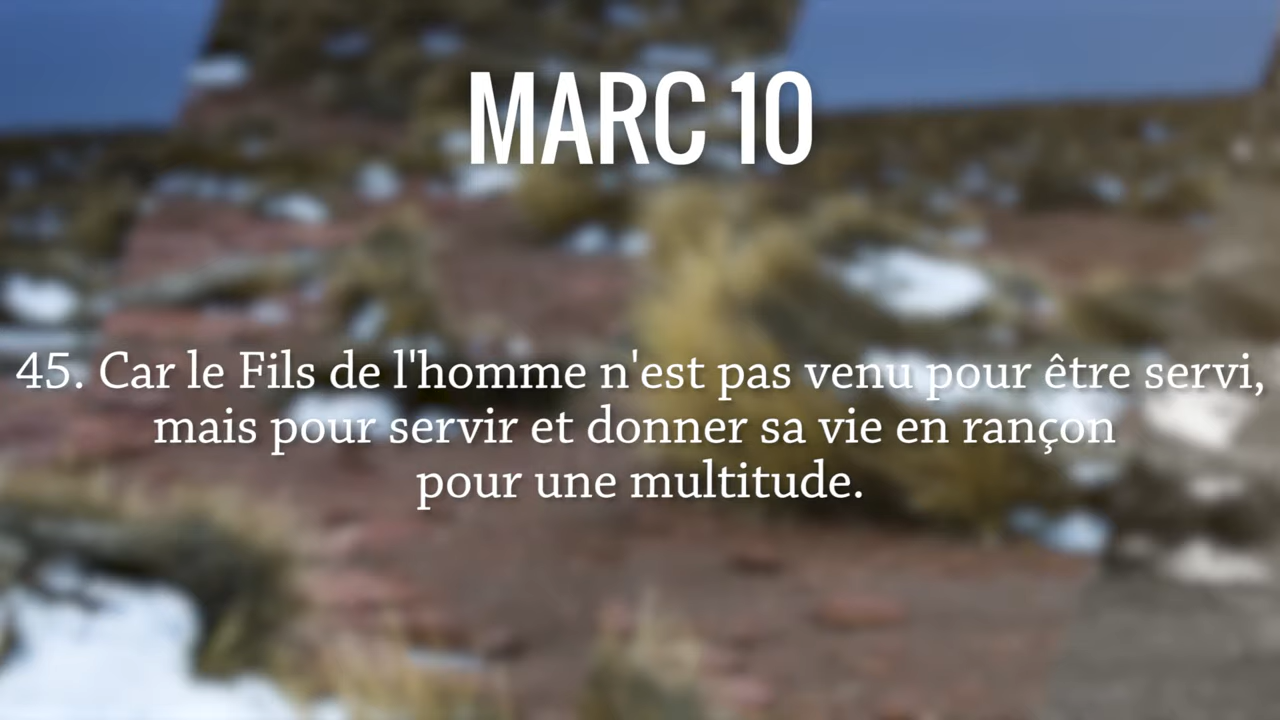 MARC 10
45. Car le Fils de l'homme n'est pas venu pour être servi,
mais pour servir et donner sa vie en rançon
pour une multitude.